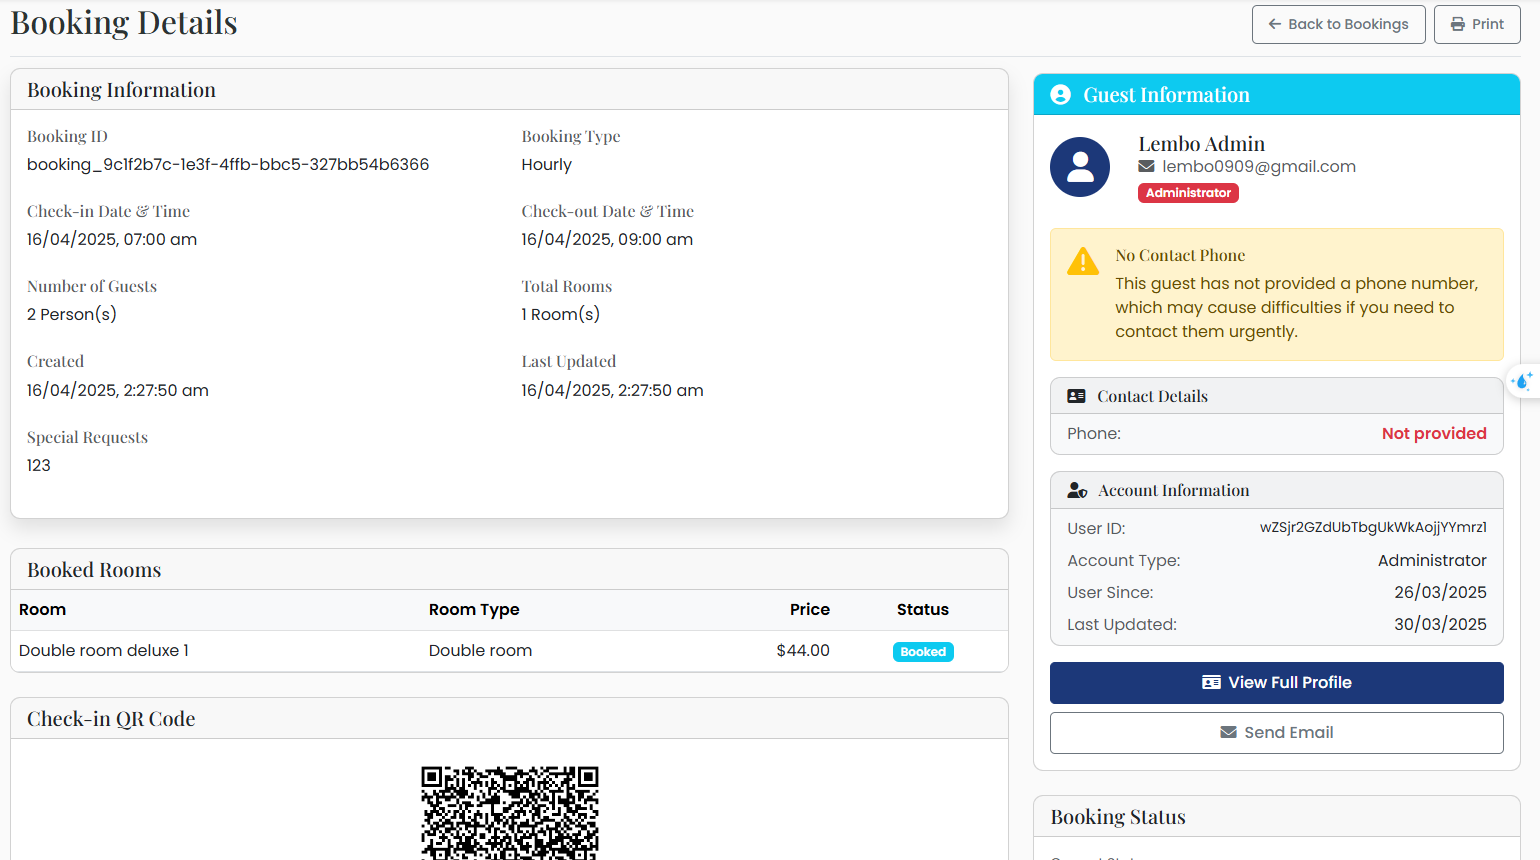 Booking Details
Back to Bookings
Print
Booking Information
Booking ID
booking_9c1f2b7c-1e3f-4ffb-bbc5-327bb54b6366
Booking Type
Hourly
Check-in Date & Time
16/04/2025, 07:00 am
Check-out Date & Time
16/04/2025, 09:00 am
Number of Guests
2 Person(s)
Total Rooms
1 Room(s)
Created
16/04/2025, 2:27:50 am
Last Updated
16/04/2025, 2:27:50 am
Special Requests
123
Booked Rooms
Room Room Type Price Status
Double room deluxe 1 Double room $44.00 Booked
Check-in QR Code
Guest Information
Lembo Admin
lembo0909@gmail.com
Administrator
No Contact Phone
This guest has not provided a phone number,
which may cause difficulties if you need to
contact them urgently.
Contact Details
Phone: Not provided
Account Information
User ID: wZSjr2GZdUbTbgUkWkAojjYYmrz1
Account Type: Administrator
User Since: 26/03/2025
Last Updated: 30/03/2025
View Full Profile
Send Email
Booking Status